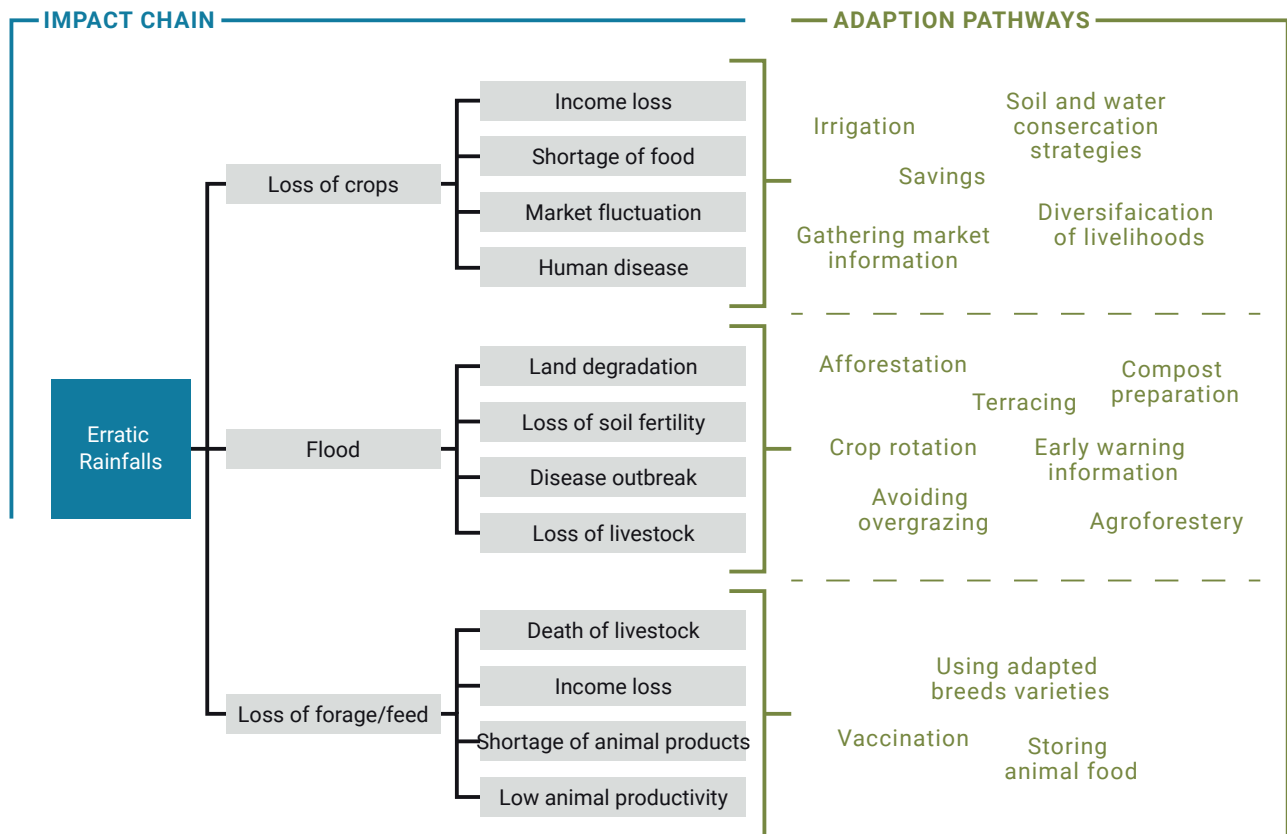 IMPACT CHAIN
ADAPTION PATHWAYS
Erratic
Rainfalls
Loss of crops
Income loss
Shortage of food
Market fluctuation
Human disease
Irrigation
Soil and water
consercation
strategies
Savings
Gathering market
information
Diversifaication
of livelihoods
Flood
Land degradation
Loss of soil fertility
Disease outbreak
Loss of livestock
Afforestation
Terracing
Compost
preparation
Crop rotation
Early warning
information
Avoiding
overgrazing
Agroforestery
Loss of forage/feed
Death of livestock
Income loss
Shortage of animal products
Low animal productivity
Using adapted
breeds varieties
Vaccination
Storing
animal food